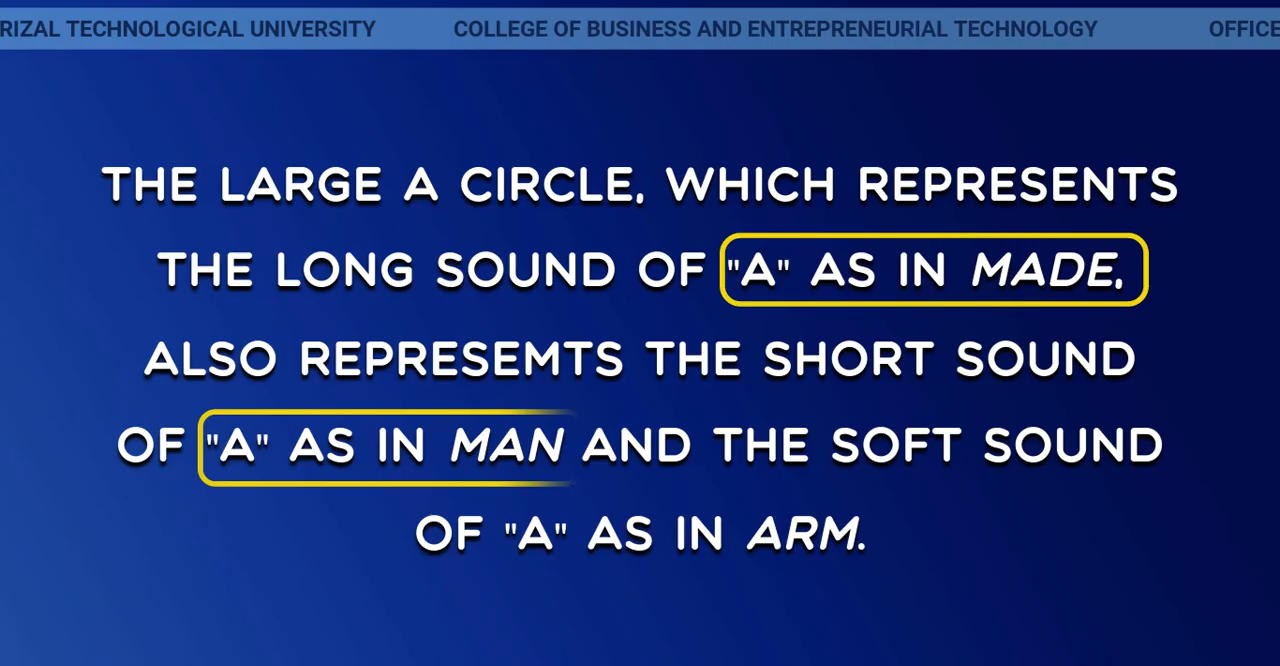 RIZAL TECHNOLOGICAL UNIVERSITY COLLEGE OF BUSINESS AND ENTREPRENEURIAL TECHNOLOGY OFFICE
THE LARGE A CIRCLE, WHICH REPRESENTS
THE LONG SOUND OF "A" AS IN MADE,
ALSO REPRESEMTS THE SHORT SOUND
OF "A" AS IN MAN AND THE SOFT SOUND
OF "A" AS IN ARM.